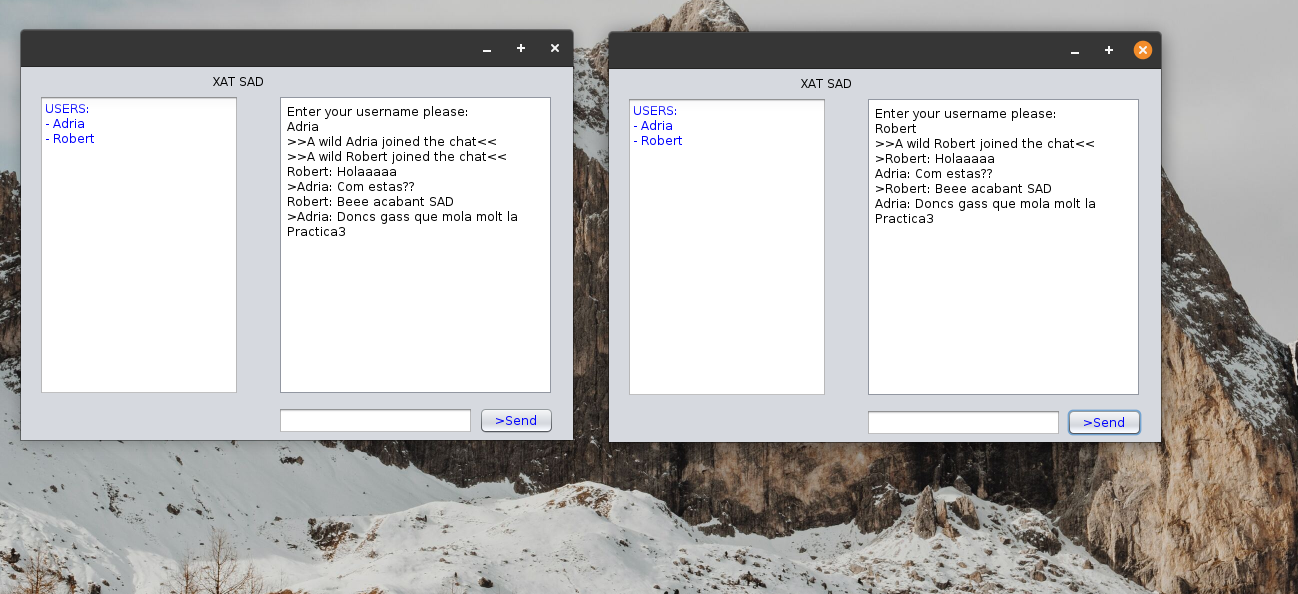 XAT SAD
USERS:
- Adria
- Robert
Enter your username please:
Adria
>>A wild Adria joined the chat<<
>>A wild Robert joined the chat<<
Robert: Holaaaaa
>Adria: Com estas??
Robert: Beee acabant SAD
>Adria: Doncs gass que mola molt la
Practica3
>Send
XAT SAD
USERS:
- Adria
- Robert
Enter your username please:
Robert
>>A wild Robert joined the chat<<
>Robert: Holaaaaa
Adria: Com estas??
>Robert: Beee acabant SAD
Adria: Doncs gass que mola molt la
Practica3
>Send